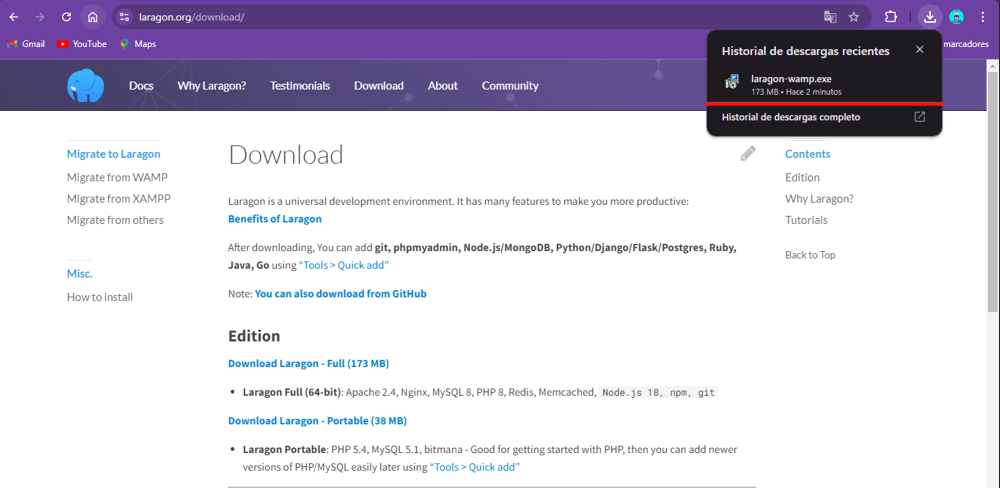 laragon.org/download/
Gmail
YouTube
Maps
marcadores
Historial de descargas recientes
laragon-wamp.exe
173 MB • Hace 2 minutos
Historial de descargas completo
Docs
Why Laragon?
Testimonials
Download
About
Community
Migrate to Laragon
Migrate from WAMP
Migrate from XAMPP
Migrate from others
Misc.
How to install
Download
Laragon is a universal development environment. It has many features to make you more productive:
Benefits of Laragon
After downloading, You can add git, phpmyadmin, Node.js/MongoDB, Python/Django/Flask/Postgres, Ruby,
Java, Go using “Tools > Quick add”
Note: You can also download from GitHub
Edition
Download Laragon - Full (173 MB)
• Laragon Full (64-bit): Apache 2.4, Nginx, MySQL 8, PHP 8, Redis, Memcached, Node.js 18, npm, git
Download Laragon - Portable (38 MB)
• Laragon Portable: PHP 5.4, MySQL 5.1, bitmana - Good for getting started with PHP, then you can add newer
versions of PHP/MySQL easily later using “Tools > Quick add”
Contents
Edition
Why Laragon?
Tutorials
Back to Top